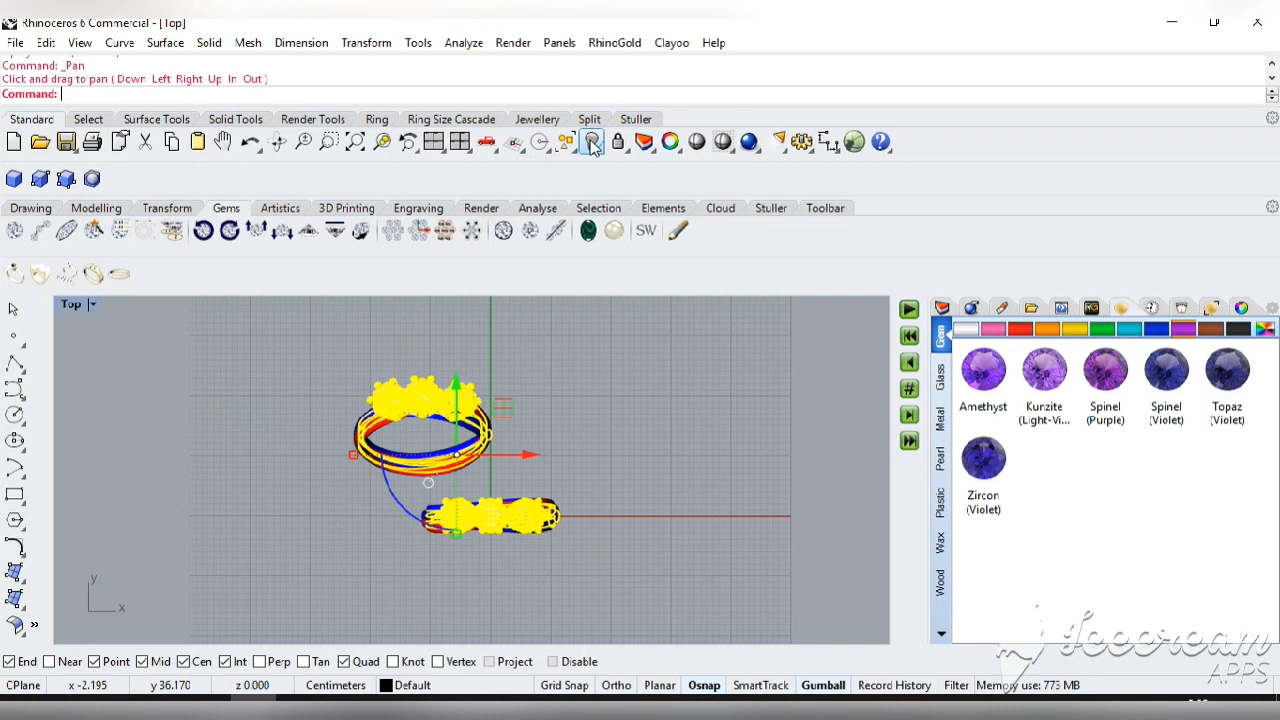 Rhinoceros 6 Commercial - [Top]
File Edit View Curve Surface Solid Mesh Dimension Transform Tools Analyze Render Panels RhinoGold Clayoo Help
Command: _Pan
Click and drag to pan ( Down Left Right Up In Out )
Command:
Standard Select Surface Tools Solid Tools Render Tools Ring Ring Size Cascade Jewellery Split Stuller
Drawing Modelling Transform Gems Artistics 3D Printing Engraving Render Analyse Selection Elements Cloud Stuller Toolbar
SW
Top
Gem
Glass
Metal
Pearl
Plastic
Wax
Wood
Amethyst Kunzite (Light-Vi... Spinel (Purple) Spinel (Violet) Topaz (Violet)
Zircon (Violet)
y
x
Icecream
APPS
End Near Point Mid Cen Int Perp Tan Quad Knot Vertex Project Disable
CPlane x -2.195 y 36.170 z 0.000 Centimeters Default Grid Snap Ortho Planar Osnap SmartTrack Gumball Record History Filter Memory use: 773 MB